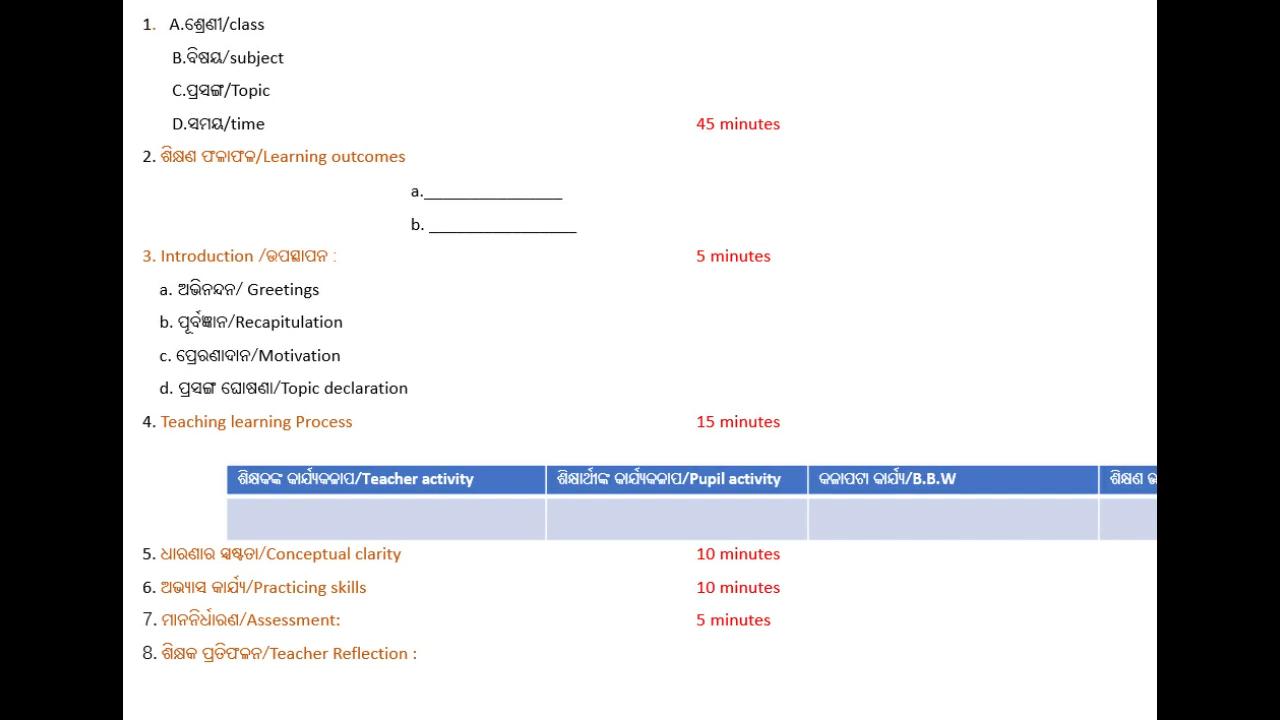 1. A.ଶ୍ରେଣୀ/class
B.ବିଷୟ/subject
C.ପ୍ରସଙ୍ଗ/Topic
D.ସମୟ/time 45 minutes
2. ଶିକ୍ଷଣ ଫଳାଫଳ/Learning outcomes
a._______________
b. ________________
3. Introduction /ଉପସ୍ଥାପନ : 5 minutes
a. ଅଭିନନ୍ଦନ/ Greetings
b. ପୂର୍ବଜ୍ଞାନ/Recapitulation
c. ପ୍ରେରଣାଦାନ/Motivation
d. ପ୍ରସଙ୍ଗ ଘୋଷଣା/Topic declaration
4. Teaching learning Process 15 minutes
ଶିକ୍ଷକଙ୍କ କାର୍ଯ୍ୟକଳାପ/Teacher activity ଶିକ୍ଷାର୍ଥୀଙ୍କ କାର୍ଯ୍ୟକଳାପ/Pupil activity କଳାପଟା କାର୍ଯ୍ୟ/B.B.W ଶିକ୍ଷଣ
5. ଧାରଣାର ସ୍ପଷ୍ଟତା/Conceptual clarity 10 minutes
6. ଅଭ୍ୟାସ କାର୍ଯ୍ୟ/Practicing skills 10 minutes
7. ମାନନିର୍ଧାରଣ/Assessment: 5 minutes
8. ଶିକ୍ଷକ ପ୍ରତିଫଳନ/Teacher Reflection :